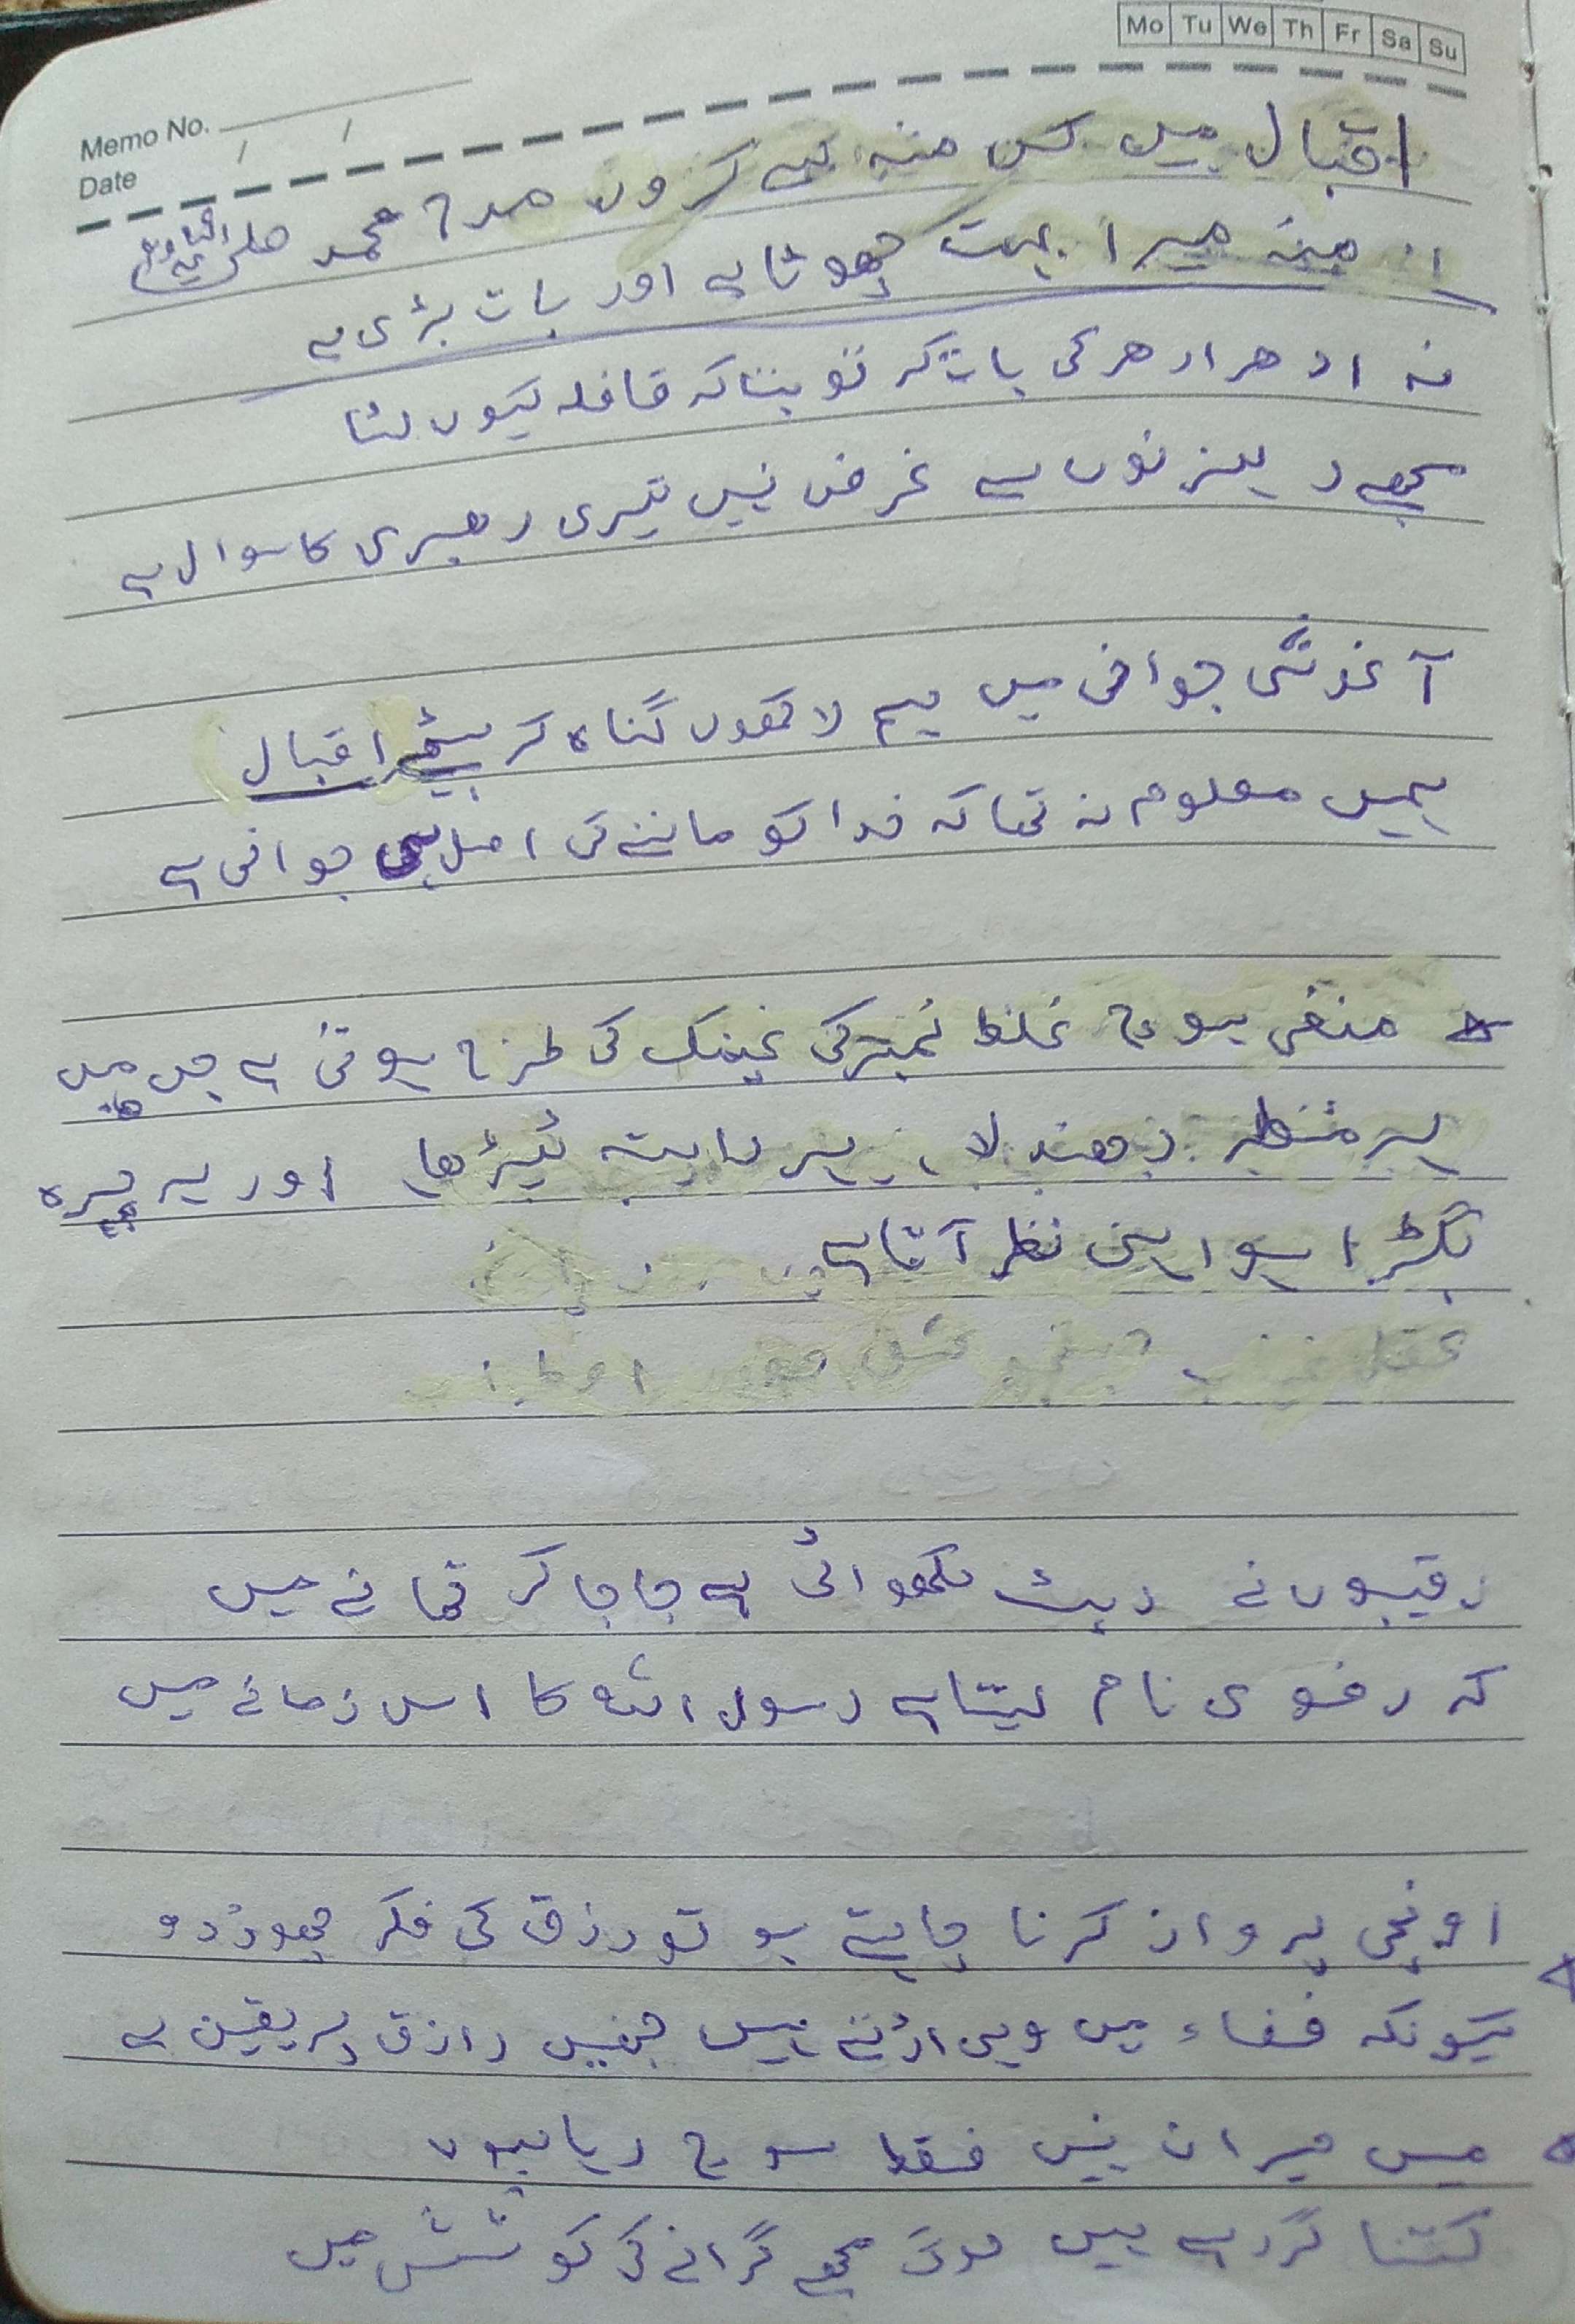 Mo Tu We Th Fr Sa Su
Memo No.
Date / /
اقبال میں کس منہ سے کروں مدح محمد صلی اللہ علیہ وسلم
منہ میرا بہت چھوٹا ہے اور بات بڑی ہے
نہ ادھر ادھر کی بات کر تو بتا کہ قافلہ کیوں لٹا
مجھے رہزنوں سے غرض نہیں تیری رھبری کا سوال ہے
آغوشی جوانی میں ہم لاکھوں گناہ کر بیٹھے اقبال
ہمیں معلوم نہ تھا کہ خدا کو ماننے کی اصل ہی جوانی ہے
منفی سوچ غلط نمبر کی عینک کی طرح ہوتی ہے جس میں
ہر منظر دھندلا، ہر راستہ ٹیڑھا اور ہر چہرہ
بگڑا ہوا ہی نظر آتا ہے
عقل عشق
رقیبوں نے رپٹ لکھوائی ہے جا جا کر تھانے میں
کہ رضوی نام لیتا ہے رسول اللہ کا اس زمانے میں
اونچی پرواز کرنا چاہتے ہو تو رزق کی فکر چھوڑ دو
کیونکہ فضاء میں وہی اڑتے ہیں جنہیں رازق پر یقین ہے
میں حیران نہیں فقط سوچ رہا ہوں
کتنا گر رہے ہیں لوگ مجھے گرانے کی کوشش میں